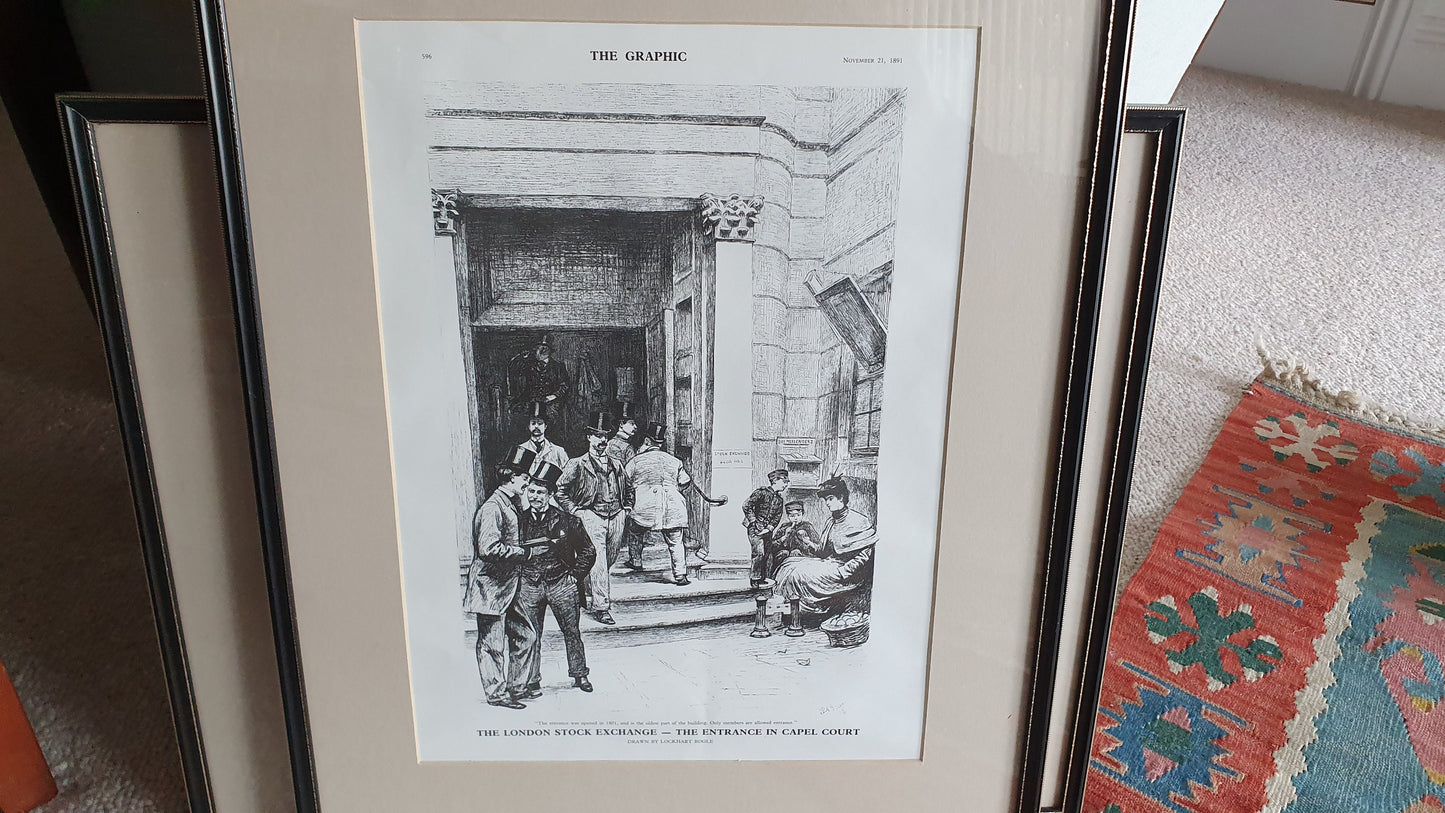 596
THE GRAPHIC
November 21, 1891
STOCK EXCHANGE
"The entrance was opened in 1801, and is the oldest part of the building. Only members are allowed entrance."
THE LONDON STOCK EXCHANGE — THE ENTRANCE IN CAPEL COURT
DRAWN BY LOCKHART BOGLE